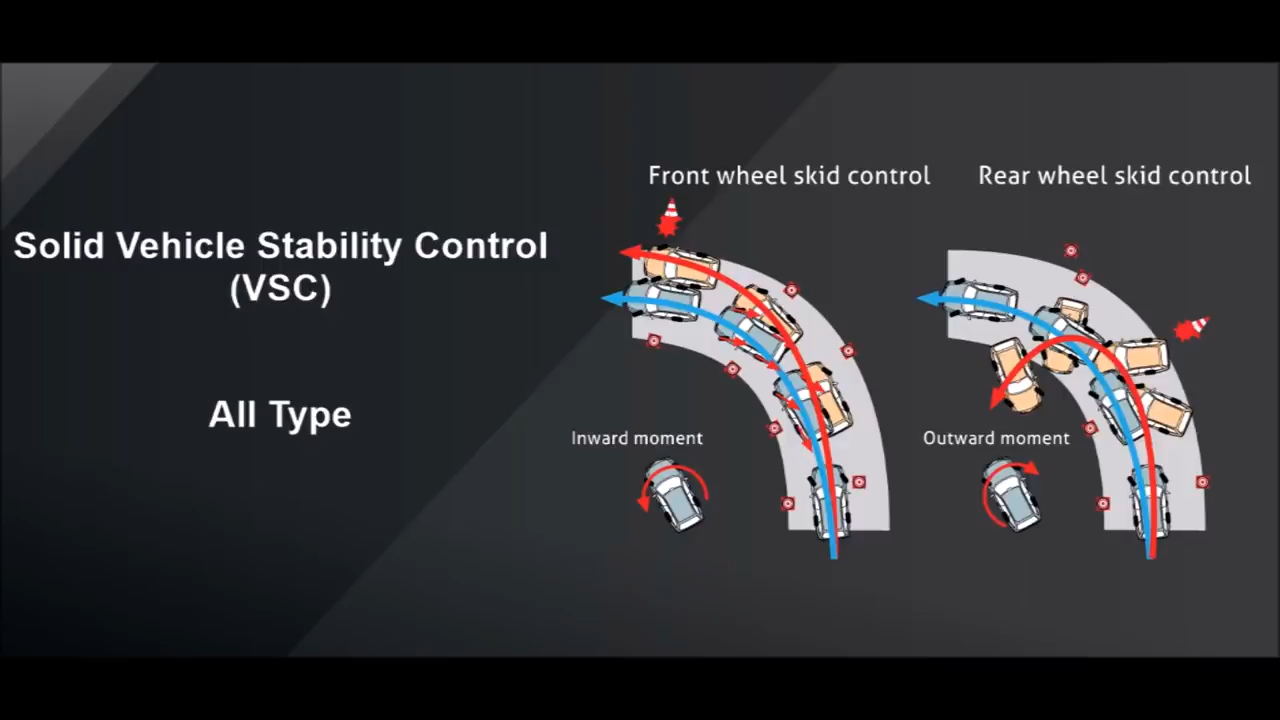 Solid Vehicle Stability Control
(VSC)
All Type
Front wheel skid control
Rear wheel skid control
Inward moment
Outward moment